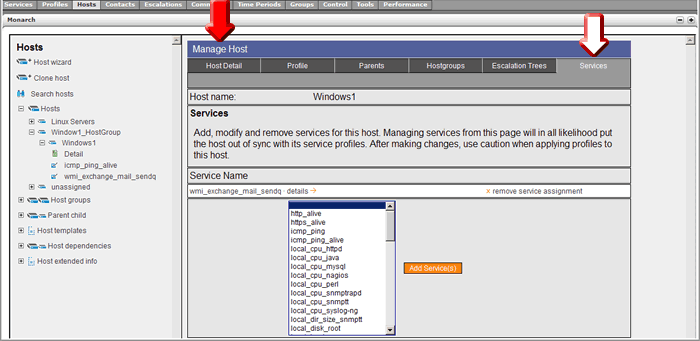 Services Profiles Hosts Contacts Escalations Time Periods Groups Control Tools Performance
Monarch
Hosts
Host wizard
Clone host
Search hosts
Hosts
Linux Servers
Window1_HostGroup
Windows1
Detail
icmp_ping_alive
wmi_exchange_mail_sendq
unassigned
Host groups
Parent child
Host templates
Host dependencies
Host extended info
Manage Host
Host Detail Profile Parents Hostgroups Escalation Trees Services
Host name: Windows1
Services
Add, modify and remove services for this host. Managing services from this page will in all likelihood put
the host out of sync with its service profiles. After making changes, use caution when applying profiles to
this host.
Service Name
wmi_exchange_mail_sendq - details x remove service assignment
http_alive
https_alive
icmp_ping
icmp_ping_alive
local_cpu_httpd
local_cpu_java
local_cpu_mysql
local_cpu_nagios
local_cpu_perl
local_cpu_snmptrapd
local_cpu_snmptt
local_cpu_syslog-ng
local_dir_size_snmptt
local_disk_root
Add Service(s)